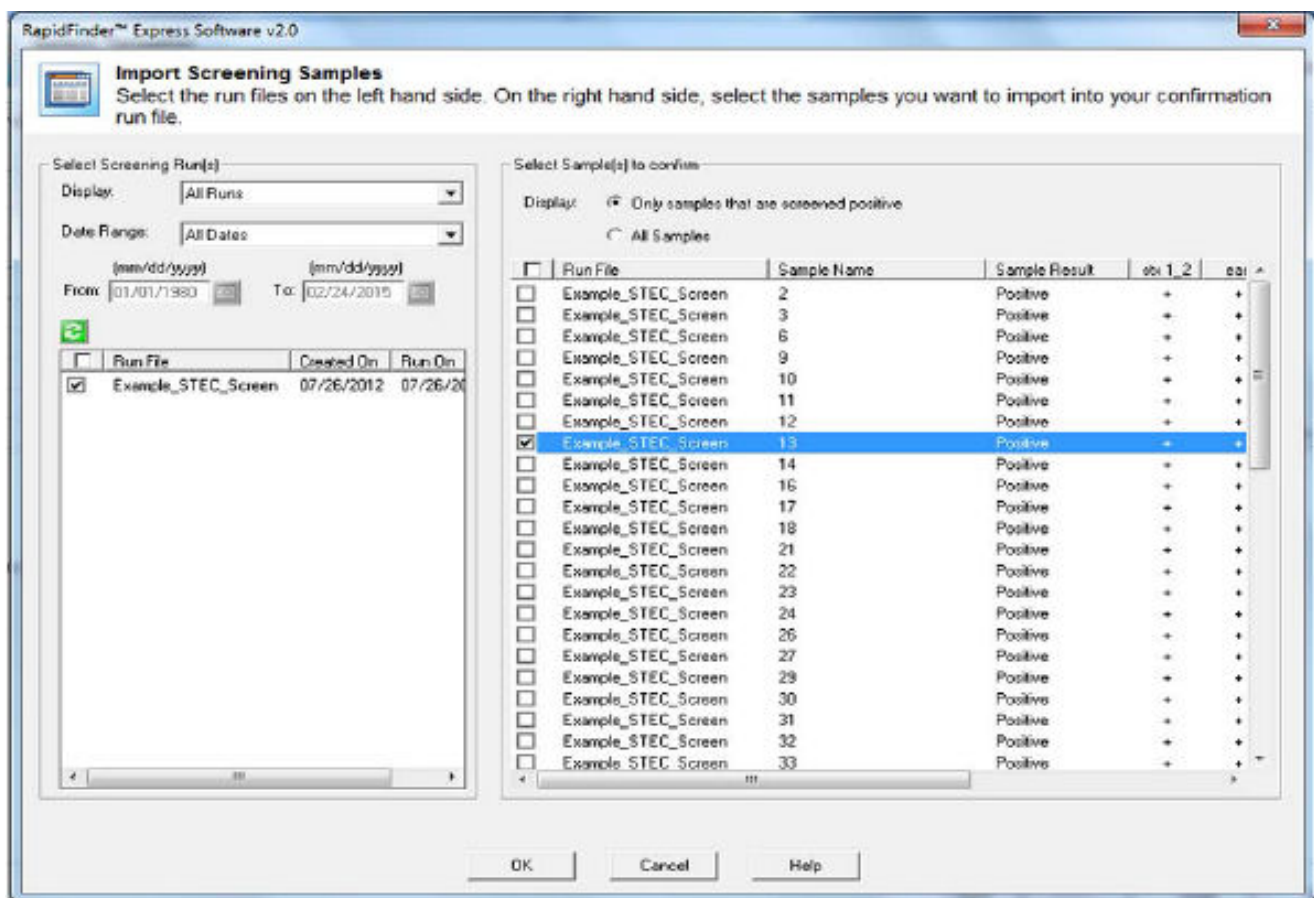 RapidFinder™ Express Software v2.0
Import Screening Samples
Select the run files on the left hand side. On the right hand side, select the samples you want to import into your confirmation
run file.
Select Screening Run(s)
Display: All Runs
Date Range: All Dates
(mm/dd/yyyy) (mm/dd/yyyy)
From: 01/01/1980 To: 02/24/2015
Run File Created On Run On
Example_STEC_Screen 07/26/2012 07/26/20
Select Sample(s) to confirm
Display: Only samples that are screened positive
All Samples
Run File Sample Name Sample Result stx 1_2 eae
Example_STEC_Screen 2 Positive + +
Example_STEC_Screen 3 Positive + +
Example_STEC_Screen 6 Positive + +
Example_STEC_Screen 9 Positive + +
Example_STEC_Screen 10 Positive + +
Example_STEC_Screen 11 Positive + +
Example_STEC_Screen 12 Positive + +
Example_STEC_Screen 13 Positive + +
Example_STEC_Screen 14 Positive + +
Example_STEC_Screen 16 Positive + +
Example_STEC_Screen 17 Positive + +
Example_STEC_Screen 18 Positive + +
Example_STEC_Screen 21 Positive + +
Example_STEC_Screen 22 Positive + +
Example_STEC_Screen 23 Positive + +
Example_STEC_Screen 24 Positive + +
Example_STEC_Screen 26 Positive + +
Example_STEC_Screen 27 Positive + +
Example_STEC_Screen 29 Positive + +
Example_STEC_Screen 30 Positive + +
Example_STEC_Screen 31 Positive + +
Example_STEC_Screen 32 Positive + +
Example_STEC_Screen 33 Positive + +
OK Cancel Help